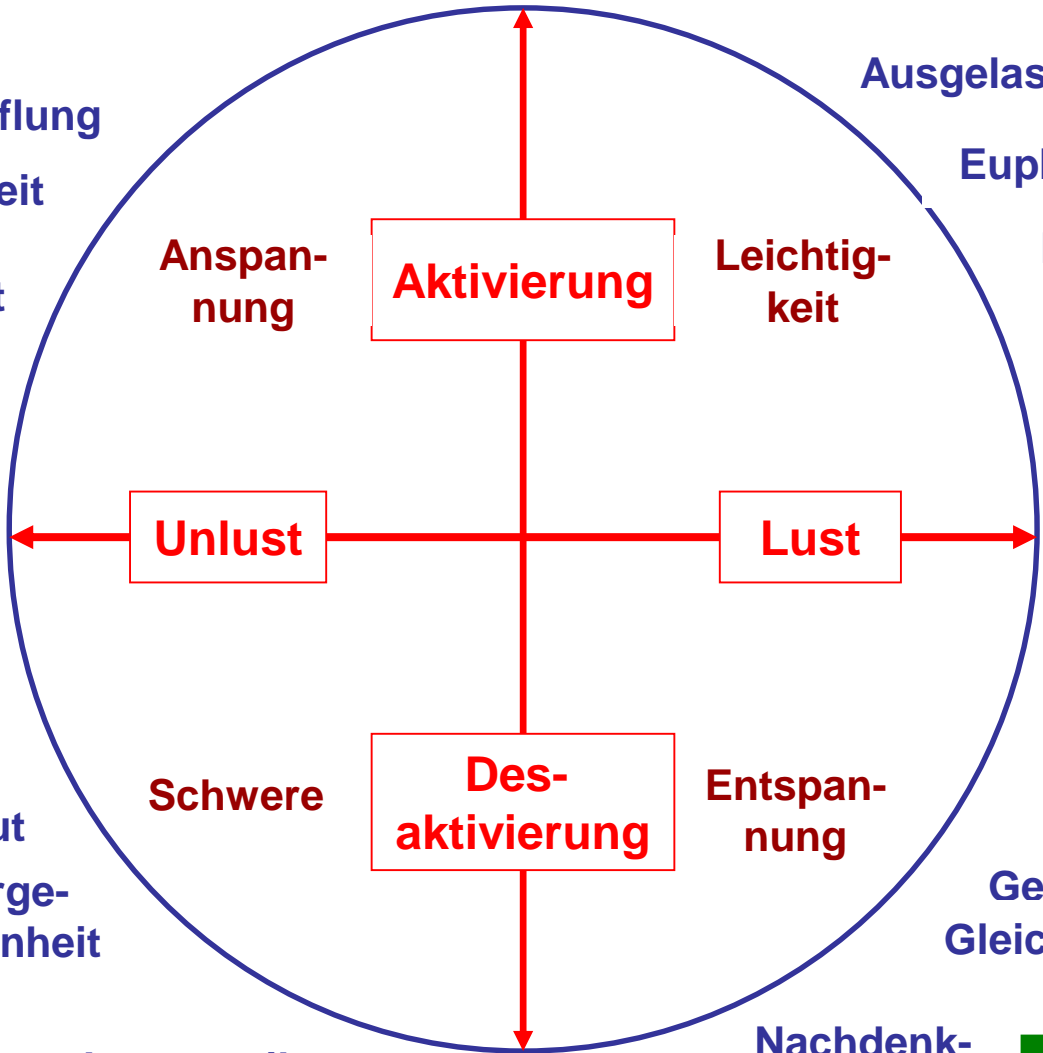 Ausgelas
flung
Eupl
eit
Anspan-
nung
Aktivierung
Leichtig-
keit
t
Unlust
Lust
Schwere
Des-
aktivierung
Entspan-
nung
ut
rge-
nheit
Ge
Gleic
Nachdenk-